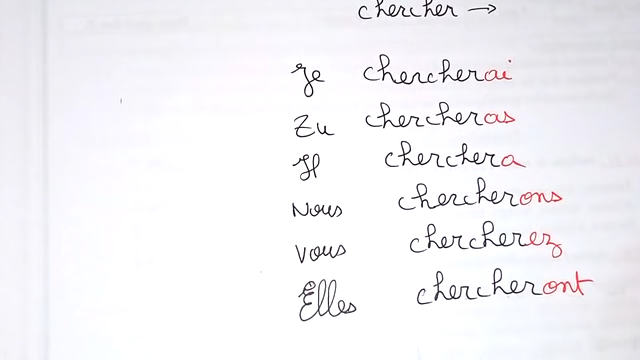 chercher →
Je chercherai
Tu chercheras
Il cherchera
Nous chercherons
Vous chercherez
Elles chercheront